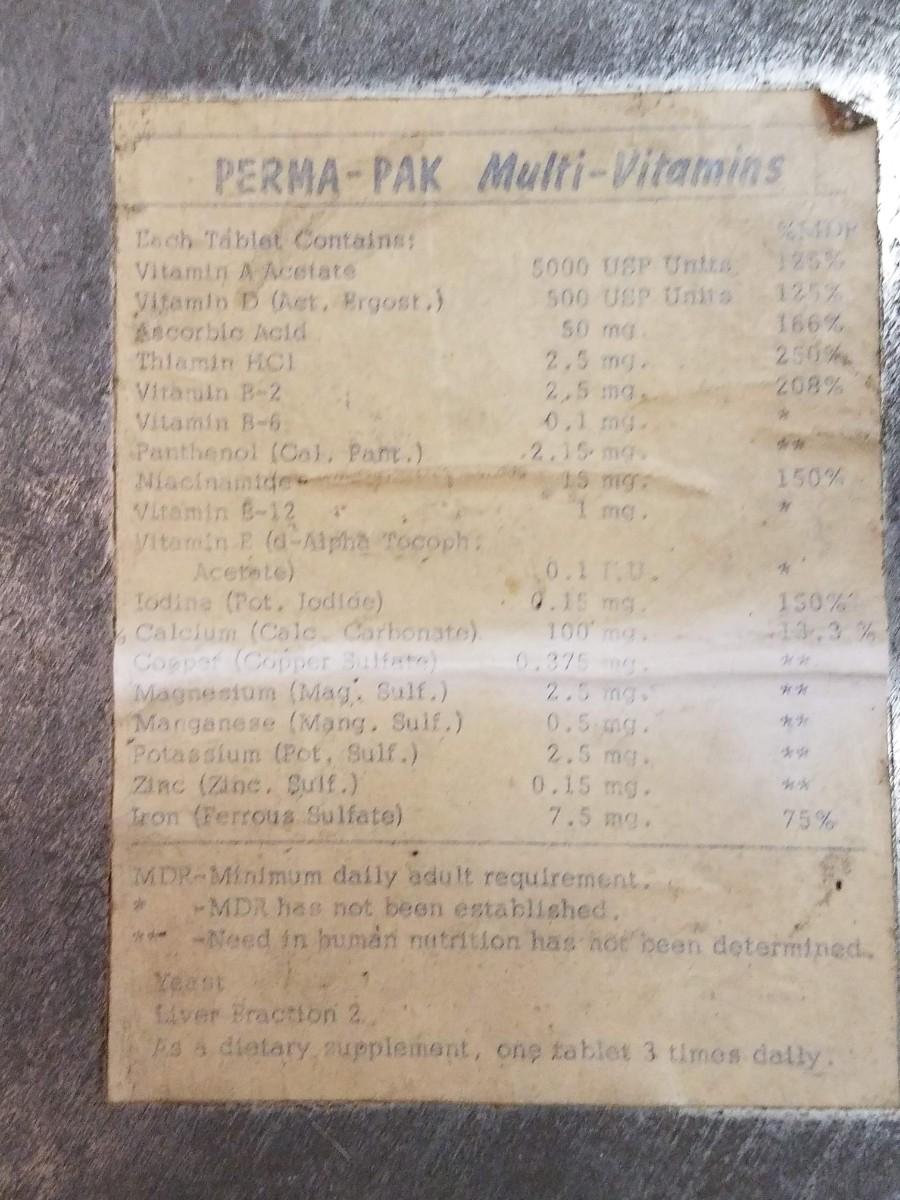 PERMA-PAK Multi-Vitamins
Each Tablet Contains: %MDR
Vitamin A Acetate 5000 USP Units 125%
Vitamin D (Act. Ergost.) 500 USP Units 125%
Ascorbic Acid 50 mg. 166%
Thiamin HCl 2.5 mg. 250%
Vitamin B-2 2.5 mg. 208%
Vitamin B-6 0.1 mg. *
Panthenol (Cal. Pant.) 2.15 mg. **
Niacinamide 15 mg. 150%
Vitamin B-12 1 mg. *
Vitamin E (d-Alpha Tocoph.
Acetate) 0.1 I.U. *
Iodine (Pot. Iodide) 0.15 mg. 150%
Calcium (Calc. Carbonate) 100 mg. 13.3 %
Copper (Copper Sulfate) 0.375 mg. **
Magnesium (Mag. Sulf.) 2.5 mg. **
Manganese (Mang. Sulf.) 0.5 mg. **
Potassium (Pot. Sulf.) 2.5 mg. **
Zinc (Zinc. Sulf.) 0.15 mg. **
Iron (Ferrous Sulfate) 7.5 mg. 75%
MDR-Minimum daily adult requirement.
* -MDR has not been established.
** -Need in human nutrition has not been determined.
Yeast
Liver Fraction 2
As a dietary supplement, one tablet 3 times daily.